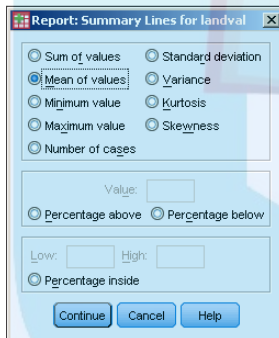 Report: Summary Lines for landval
Sum of values Standard deviation
Mean of values Variance
Minimum value Kurtosis
Maximum value Skewness
Number of cases
Value:
Percentage above Percentage below
Low: High:
Percentage inside
Continue Cancel Help